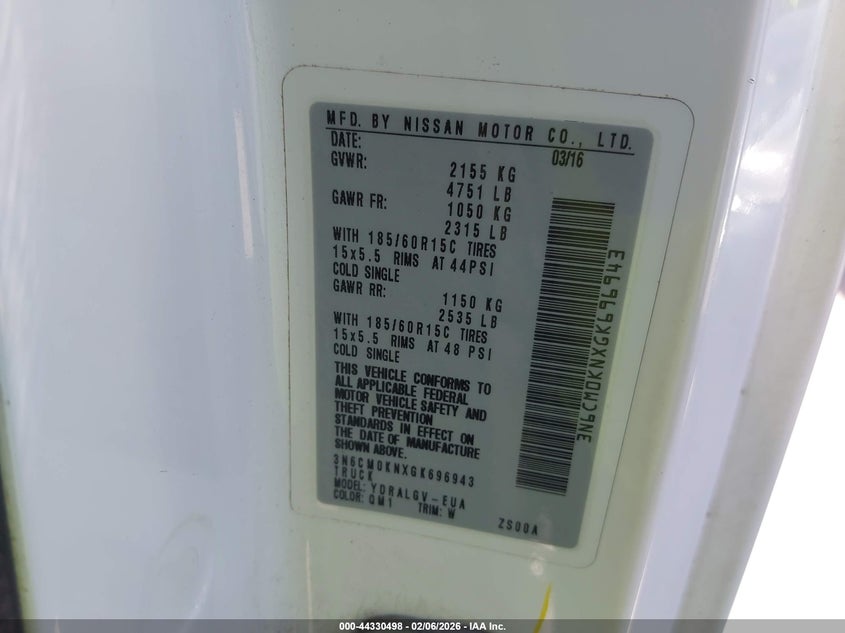 MFD. BY NISSAN MOTOR CO., LTD.
DATE: 03/16
GVWR: 2155 KG
4751 LB
GAWR FR: 1050 KG
2315 LB
WITH 185/60R15C TIRES
15x5.5 RIMS AT 44PSI
COLD SINGLE
GAWR RR: 1150 KG
2535 LB
WITH 185/60R15C TIRES
15x5.5 RIMS AT 48 PSI
COLD SINGLE
THIS VEHICLE CONFORMS TO
ALL APPLICABLE FEDERAL
MOTOR VEHICLE SAFETY AND
THEFT PREVENTION
STANDARDS IN EFFECT ON
THE DATE OF MANUFACTURE
SHOWN ABOVE.
3N6CM0KNXGK696943
TRUCK
MODEL: YDRALGV-EUA
COLOR: QM1 TRIM: W ZS00A
3N6CM0KNXGK696943
000-44330498 - 02/06/2026 - IAA Inc.